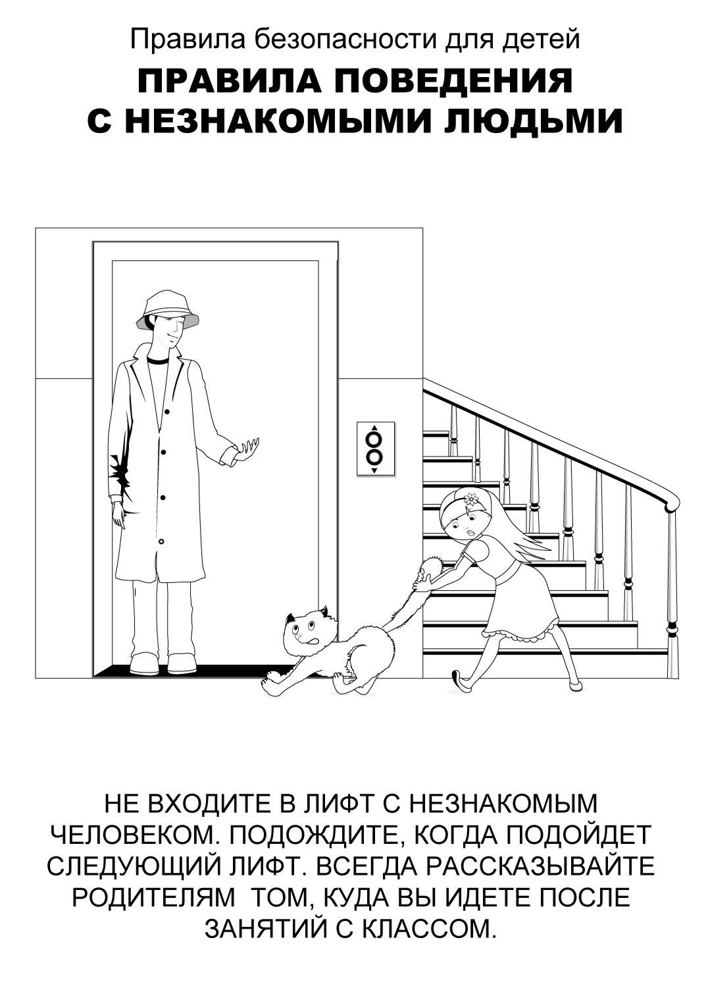 Правила безопасности для детей
ПРАВИЛА ПОВЕДЕНИЯ
С НЕЗНАКОМЫМИ ЛЮДЬМИ
НЕ ВХОДИТЕ В ЛИФТ С НЕЗНАКОМЫМ
ЧЕЛОВЕКОМ. ПОДОЖДИТЕ, КОГДА ПОДОЙДЕТ
СЛЕДУЮЩИЙ ЛИФТ. ВСЕГДА РАССКАЗЫВАЙТЕ
РОДИТЕЛЯМ ТОМ, КУДА ВЫ ИДЕТЕ ПОСЛЕ
ЗАНЯТИЙ С КЛАССОМ.